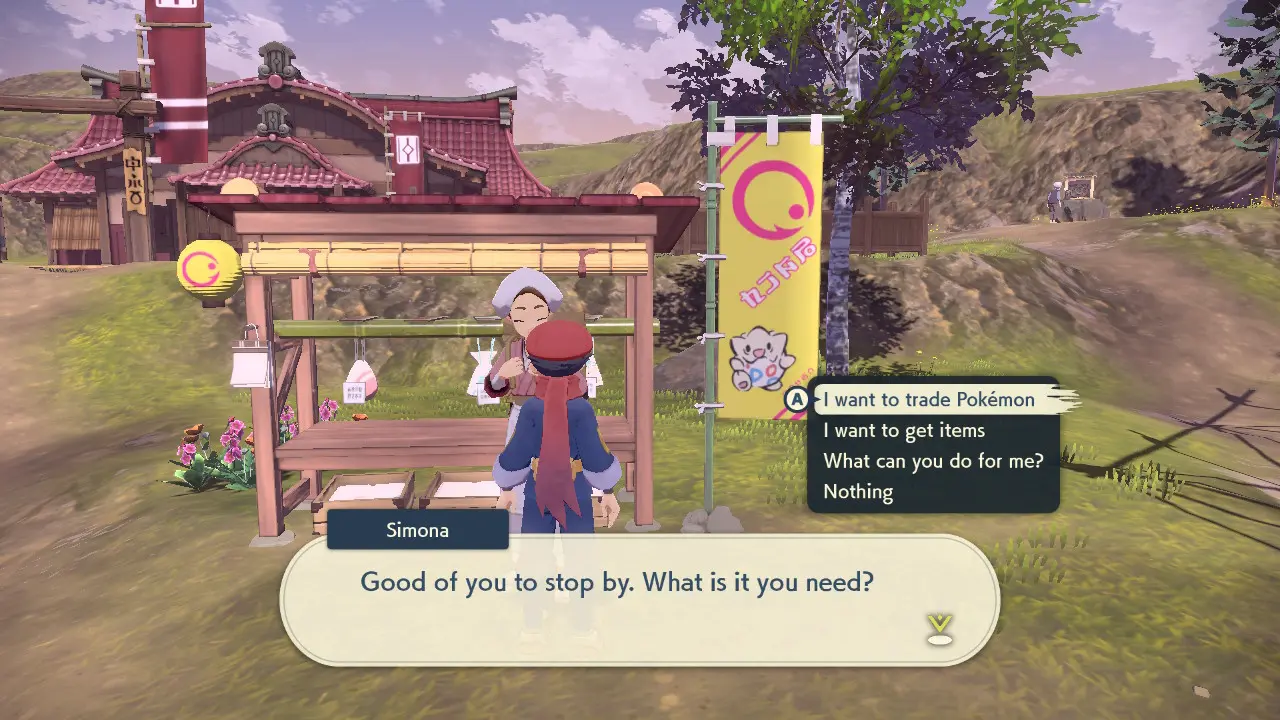 I want to trade Pokémon
I want to get items
What can you do for me?
Nothing
Simona
Good of you to stop by. What is it you need?
A